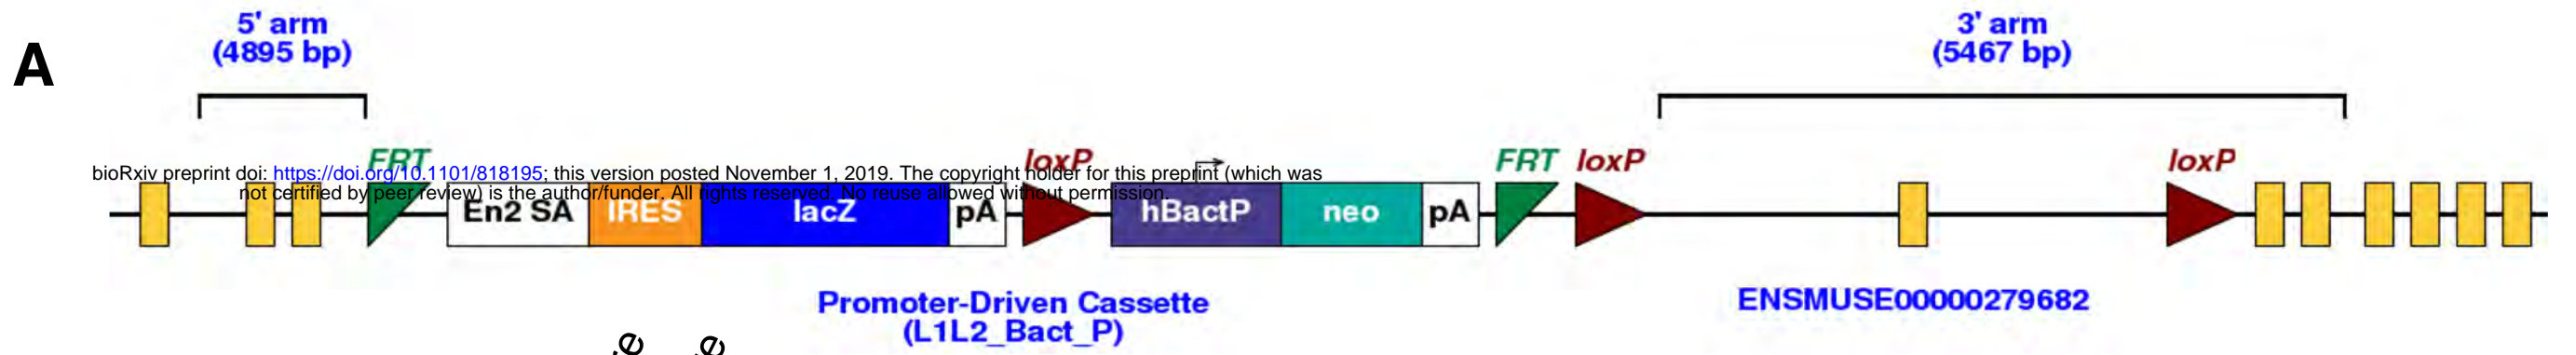 A
5' arm
(4895 bp)
3' arm
(5467 bp)
FRT
loxP
FRT
loxP
loxP
bioRxiv preprint doi: https://doi.org/10.1101/818195; this version posted November 1, 2019. The copyright holder for this preprint (which was
not certified by peer review) is the author/funder. All rights reserved. No reuse allowed without permission.
En2 SA
IRES
lacZ
pA
hBactP
neo
pA
Promoter-Driven Cassette
(L1L2_Bact_P)
ENSMUSE00000279682